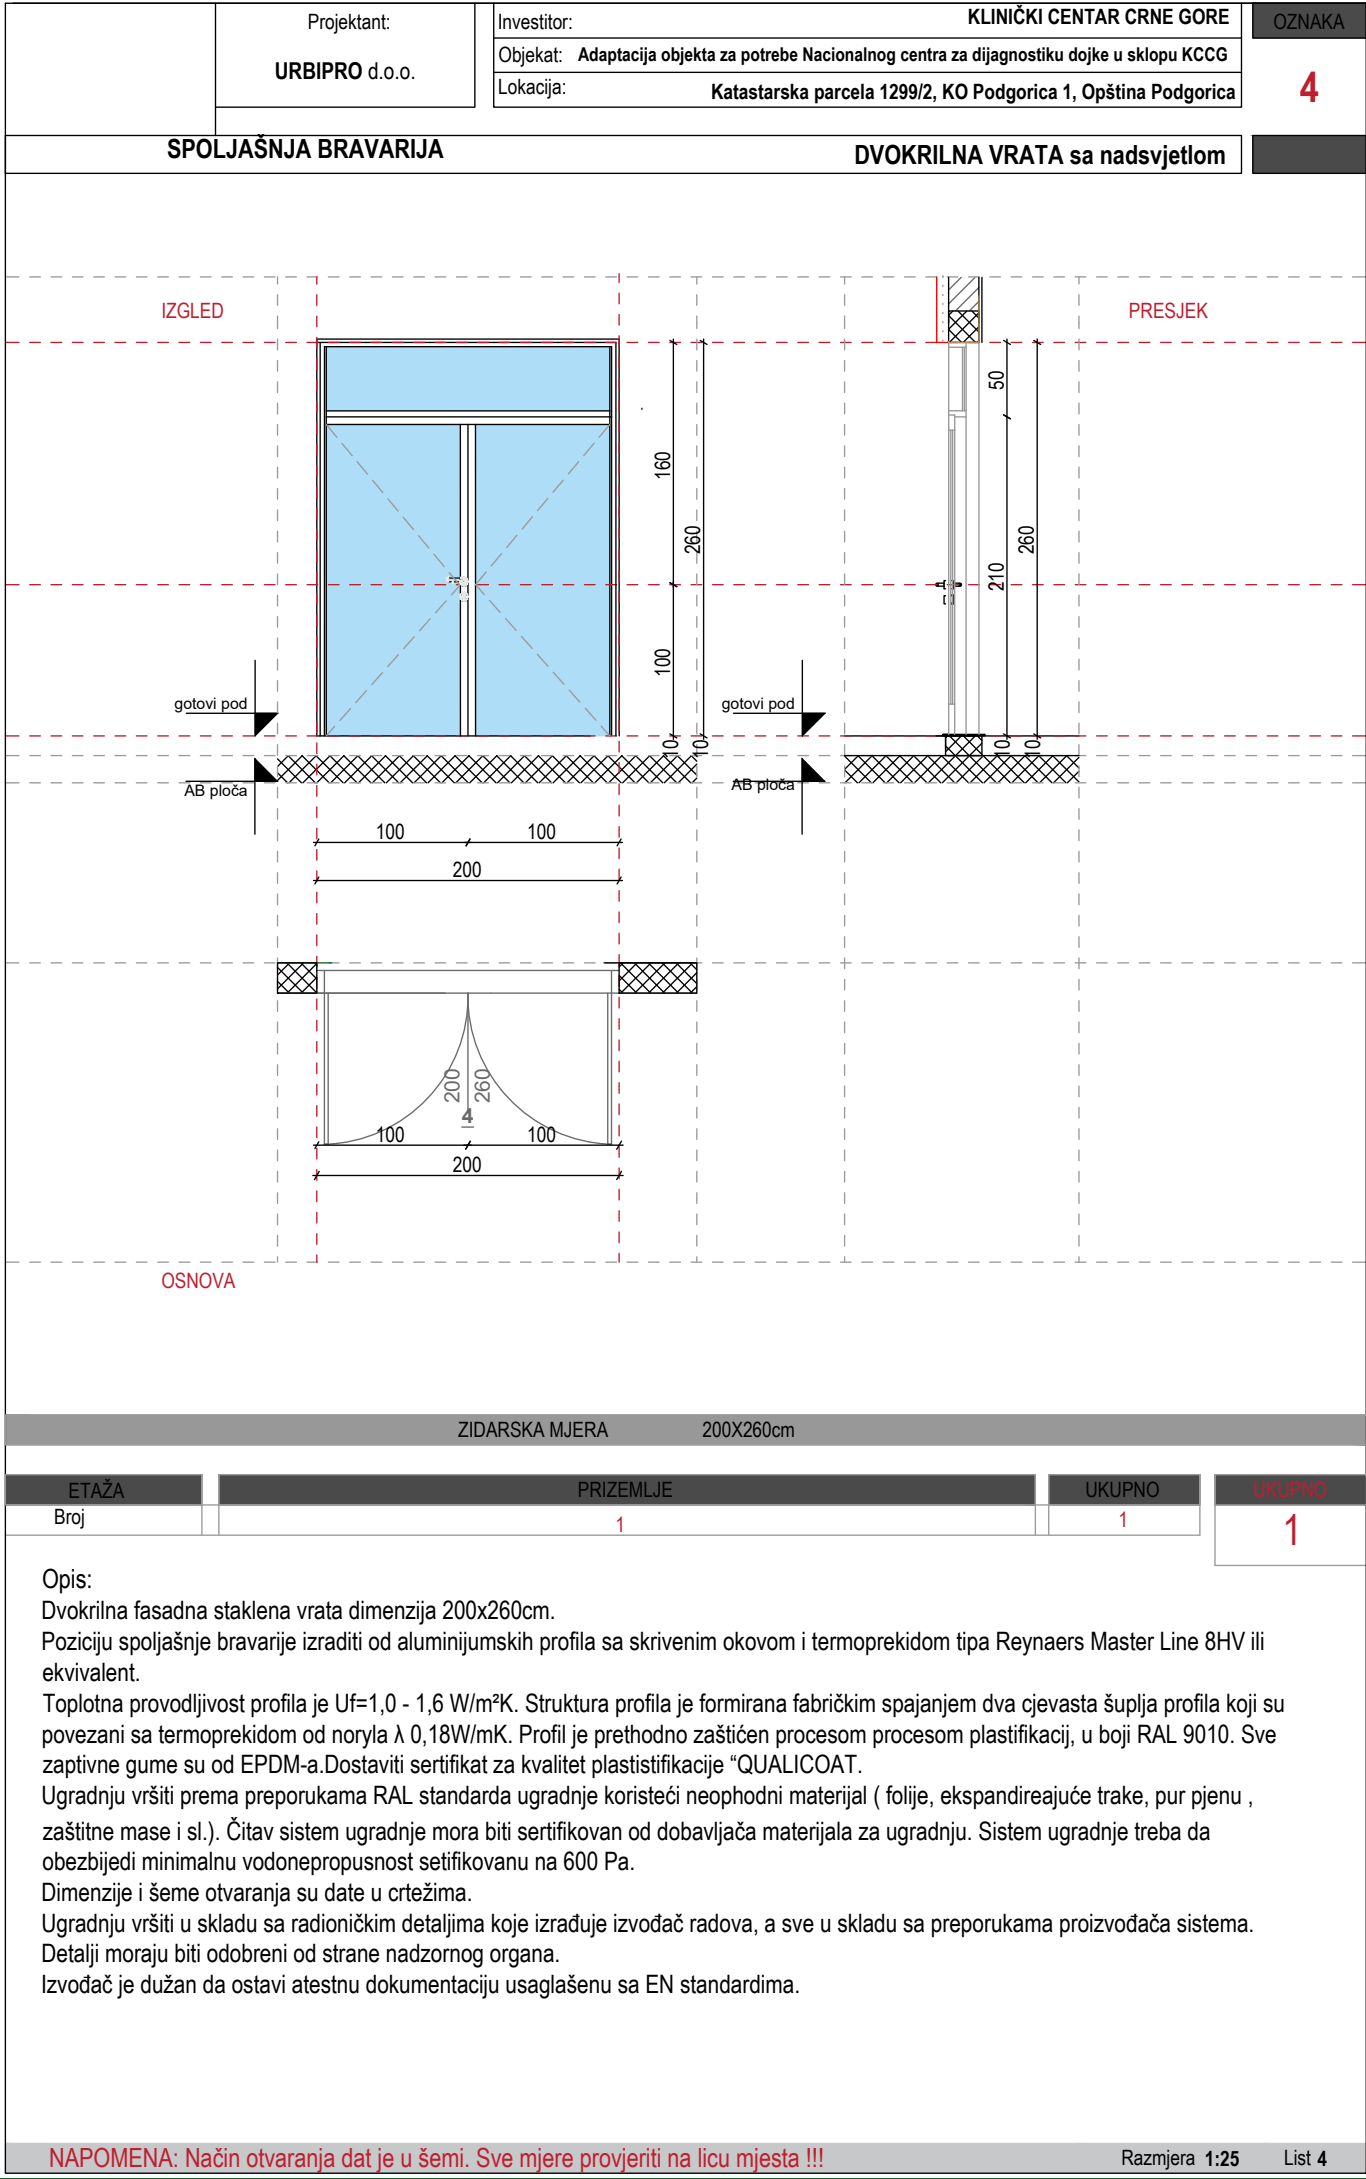 Projektant:
URBIPRO d.o.o.
Investitor: KLINIČKI CENTAR CRNE GORE
Objekat: Adaptacija objekta za potrebe Nacionalnog centra za dijagnostiku dojke u sklopu KCCG
Lokacija: Katastarska parcela 1299/2, KO Podgorica 1, Opština Podgorica
OZNAKA
4
SPOLJAŠNJA BRAVARIJA
DVOKRILNA VRATA sa nadsvjetlom
IZGLED
PRESJEK
160
260
100
10
10
50
210
260
10
10
gotovi pod
AB ploča
gotovi pod
AB ploča
100 100
200
200
260
4
100 100
200
OSNOVA
ZIDARSKA MJERA 200X260cm
ETAŽA PRIZEMLJE UKUPNO UKUPNO
Broj 1 1 1
Opis:
Dvokrilna fasadna staklena vrata dimenzija 200x260cm.
Poziciju spoljašnje bravarije izraditi od aluminijumskih profila sa skrivenim okovom i termoprekidom tipa Reynaers Master Line 8HV ili
ekvivalent.
Toplotna provodljivost profila je Uf=1,0 - 1,6 W/m²K. Struktura profila je formirana fabričkim spajanjem dva cjevasta šuplja profila koji su
povezani sa termoprekidom od noryla λ 0,18W/mK. Profil je prethodno zaštićen procesom procesom plastifikacij, u boji RAL 9010. Sve
zaptivne gume su od EPDM-a.Dostaviti sertifikat za kvalitet plastistifikacije “QUALICOAT.
Ugradnju vršiti prema preporukama RAL standarda ugradnje koristeći neophodni materijal ( folije, ekspandireajuće trake, pur pjenu ,
zaštitne mase i sl.). Čitav sistem ugradnje mora biti sertifikovan od dobavljača materijala za ugradnju. Sistem ugradnje treba da
obezbijedi minimalnu vodonepropusnost setifikovanu na 600 Pa.
Dimenzije i šeme otvaranja su date u crtežima.
Ugradnju vršiti u skladu sa radioničkim detaljima koje izrađuje izvođač radova, a sve u skladu sa preporukama proizvođača sistema.
Detalji moraju biti odobreni od strane nadzornog organa.
Izvođač je dužan da ostavi atestnu dokumentaciju usaglašenu sa EN standardima.
NAPOMENA: Način otvaranja dat je u šemi. Sve mjere provjeriti na licu mjesta !!!
Razmjera 1:25 List 4